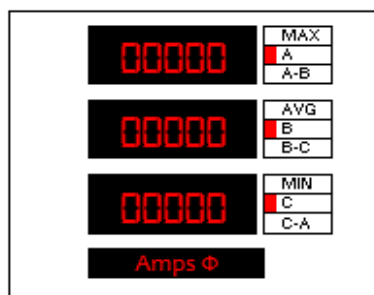 00000
MAX
A
A-B
00000
AVG
B
B-C
00000
MIN
C
C-A
Amps Φ